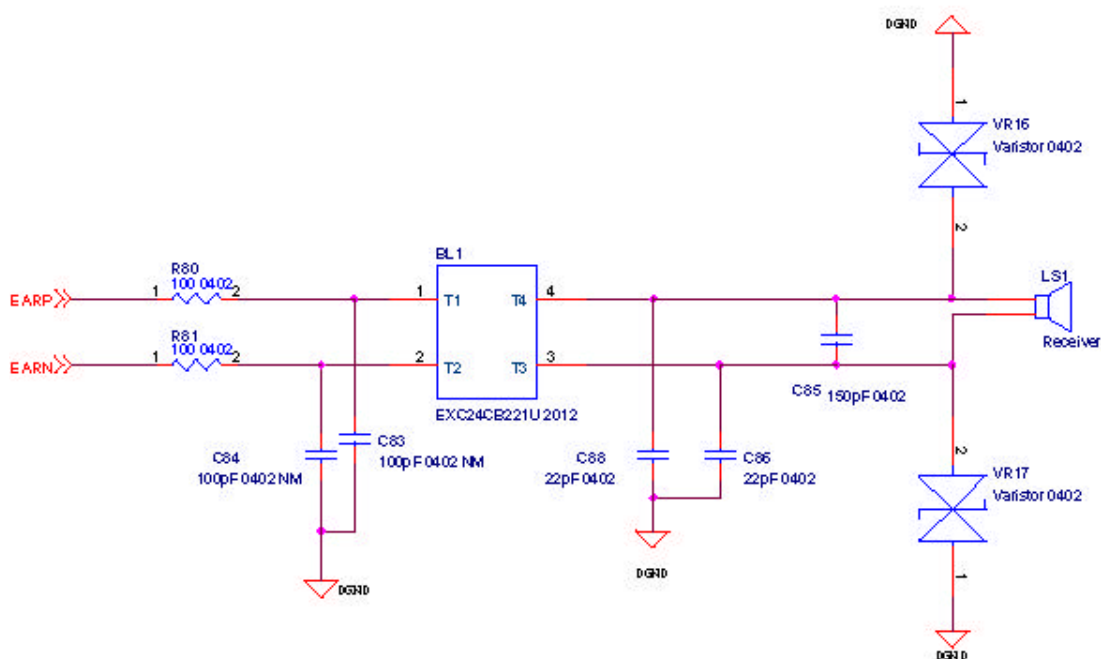 DGND
1
VR16
Varistor 0402
2
BL1
R80
100 0402
1 2
1 T1 T4 4
LS1
EARP
R81
100 0402
1 2
2 T2 T3 3
EARN
Receiver
C85 150pF 0402
EXC24CB221U 2012
C83
100pF 0402 NM
C84
100pF 0402 NM
C88
22pF 0402
C86
22pF 0402
2
VR17
Varistor 0402
1
DGND
DGND
DGND